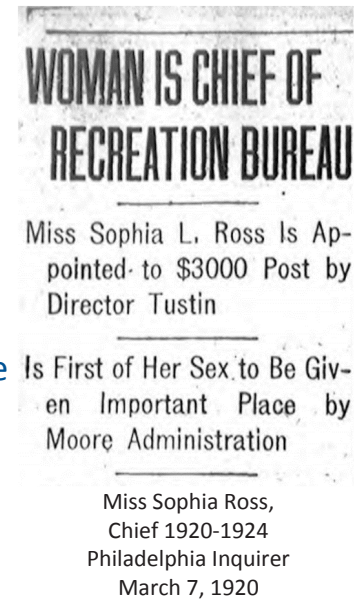 WOMAN IS CHIEF OF
RECREATION BUREAU
Miss Sophia L. Ross Is Ap-
pointed to $3000 Post by
Director Tustin
e
Is First of Her Sex to Be Giv-
en Important Place by
Moore Administration
Miss Sophia Ross,
Chief 1920-1924
Philadelphia Inquirer
March 7, 1920